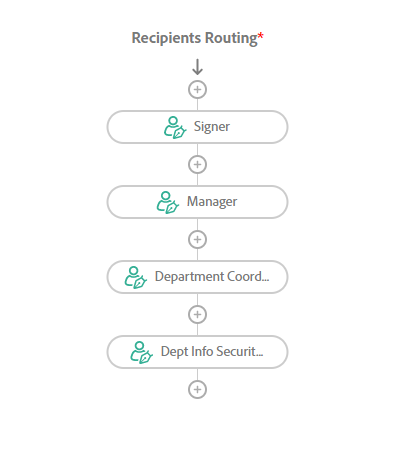 Recipients Routing*
Signer
Manager
Department Coord...
Dept Info Securit...